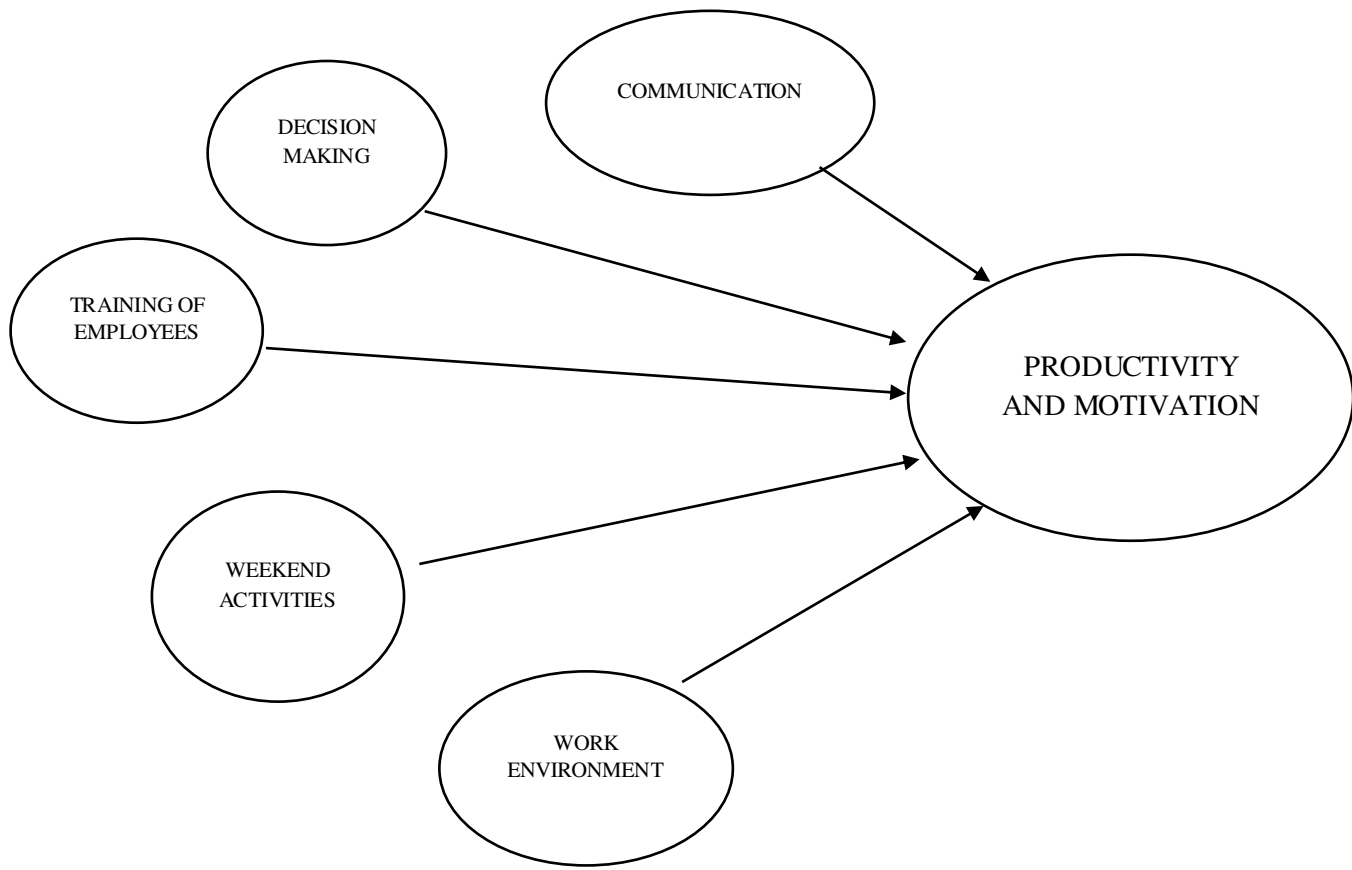 COMMUNICATION
DECISION
MAKING
TRAINING OF
EMPLOYEES
PRODUCTIVITY
AND MOTIVATION
WEEKEND
ACTIVITIES
WORK
ENVIRONMENT